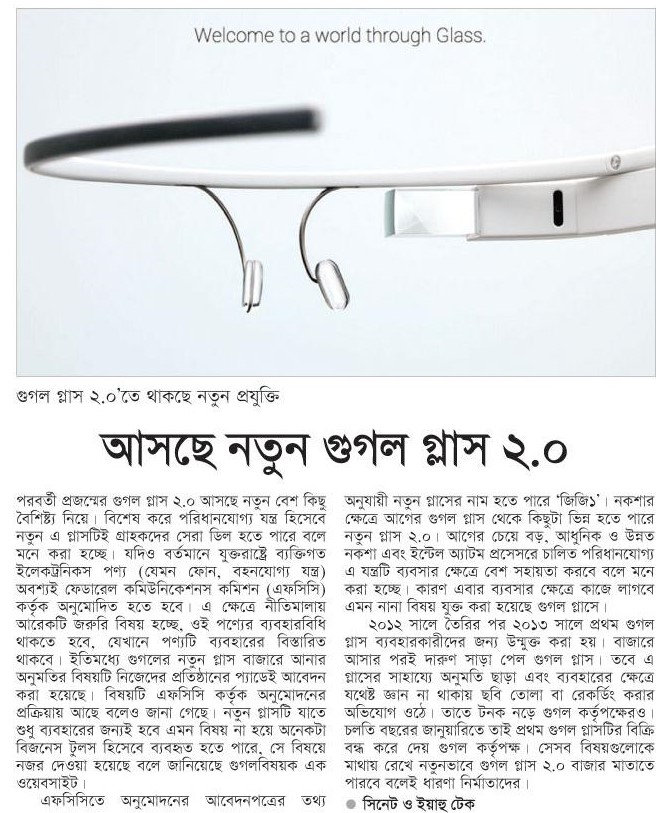 Welcome to a world through Glass.
গুগল গ্লাস ২.০'তে থাকছে নতুন প্রযুক্তি
আসছে নতুন গুগল গ্লাস ২.০
পরবর্তী প্রজন্মের গুগল গ্লাস ২.০ আসছে নতুন বেশ কিছু
বৈশিষ্ট্য নিয়ে। বিশেষ করে পরিধানযোগ্য যন্ত্র হিসেবে
নতুন এ গ্লাসটিই গ্রাহকদের সেরা ডিল হতে পারে বলে
মনে করা হচ্ছে। যদিও বর্তমানে যুক্তরাষ্ট্রে ব্যক্তিগত
ইলেকট্রনিকস পণ্য (যেমন ফোন, বহনযোগ্য যন্ত্র)
অবশ্যই ফেডারেল কমিউনিকেশনস কমিশন (এফসিসি)
কর্তৃক অনুমোদিত হতে হবে। এ ক্ষেত্রে নীতিমালায়
আরেকটি জরুরি বিষয় হচ্ছে, ওই পণ্যের ব্যবহারবিধি
থাকতে হবে, যেখানে পণ্যটি ব্যবহারের বিস্তারিত
থাকবে। ইতিমধ্যে গুগলের নতুন গ্লাস বাজারে আনার
অনুমতির বিষয়টি নিজেদের প্রতিষ্ঠানের প্যাডেই আবেদন
করা হয়েছে। বিষয়টি এফসিসি কর্তৃক অনুমোদনের
প্রক্রিয়ায় আছে বলেও জানা গেছে। নতুন গ্লাসটি যাতে
শুধু ব্যবহারের জন্যই হবে এমন বিষয় না হয়ে অনেকটা
বিজনেস টুলস হিসেবে ব্যবহৃত হতে পারে, সে বিষয়ে
নজর দেওয়া হয়েছে বলে জানিয়েছে গুগলবিষয়ক এক
ওয়েবসাইট।
এফসিসিতে অনুমোদনের আবেদনপত্রের তথ্য
অনুযায়ী নতুন গ্লাসের নাম হতে পারে 'জিজি১'। নকশার
ক্ষেত্রে আগের গুগল গ্লাস থেকে কিছুটা ভিন্ন হতে পারে
নতুন গ্লাস ২.০। আগের চেয়ে বড়, আধুনিক ও উন্নত
নকশা এবং ইন্টেল অ্যাটম প্রসেসরে চালিত পরিধানযোগ্য
এ যন্ত্রটি ব্যবসার ক্ষেত্রে বেশ সহায়তা করবে বলে মনে
করা হচ্ছে। কারণ এবার ব্যবসার ক্ষেত্রে কাজে লাগবে
এমন নানা বিষয় যুক্ত করা হয়েছে গুগল গ্লাসে।
২০১২ সালে তৈরির পর ২০১৩ সালে প্রথম গুগল
গ্লাস ব্যবহারকারীদের জন্য উন্মুক্ত করা হয়। বাজারে
আসার পরই দারুণ সাড়া পেল গুগল গ্লাস। তবে এ
গ্লাসের সাহায্যে অনুমতি ছাড়া এবং ব্যবহারের ক্ষেত্রে
যথেষ্ট জ্ঞান না থাকায় ছবি তোলা বা রেকর্ডিং করার
অভিযোগ ওঠে। তাতে টনক নড়ে গুগল কর্তৃপক্ষেরও।
চলতি বছরের জানুয়ারিতে তাই প্রথম গুগল গ্লাসটির বিক্রি
বন্ধ করে দেয় গুগল কর্তৃপক্ষ। সেসব বিষয়গুলোকে
মাথায় রেখে নতুনভাবে গুগল গ্লাস ২.০ বাজার মাতাতে
পারবে বলেই ধারণা নির্মাতাদের।
● সিনেট ও ইয়াহু টেক